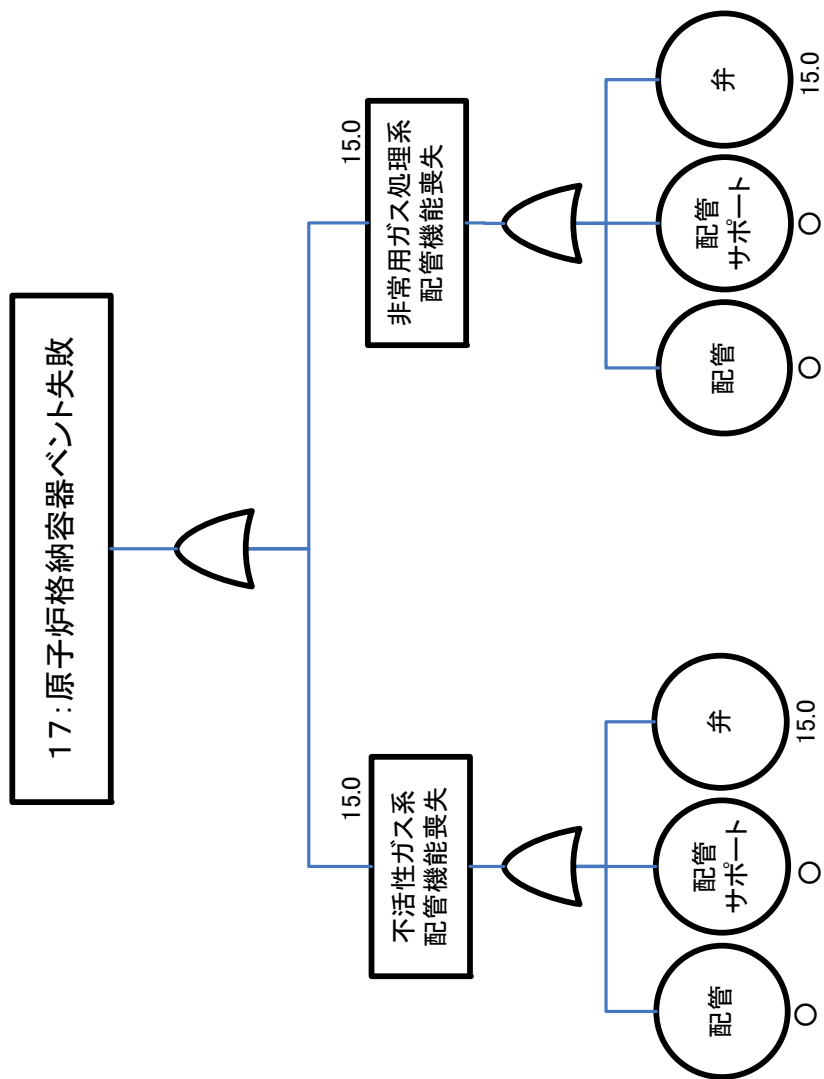 17:原子炉格納容器ベント失敗
15.0
不活性ガス系
配管機能喪失
配管
○
配管
サポート
○
弁
15.0
15.0
非常用ガス処理系
配管機能喪失
配管
○
配管
サポート
○
弁
15.0